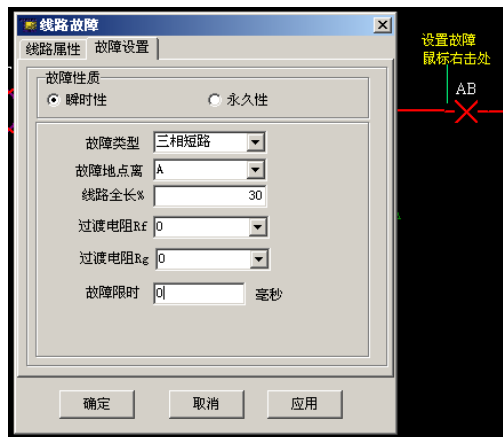 线路故障
线路属性 故障设置
故障性质
瞬时性 永久性
故障类型 三相短路
故障地点离 A
线路全长% 30
过渡电阻Rf 0
过渡电阻Rg 0
故障限时 0 毫秒
确定 取消 应用
设置故障
鼠标右击处
AB